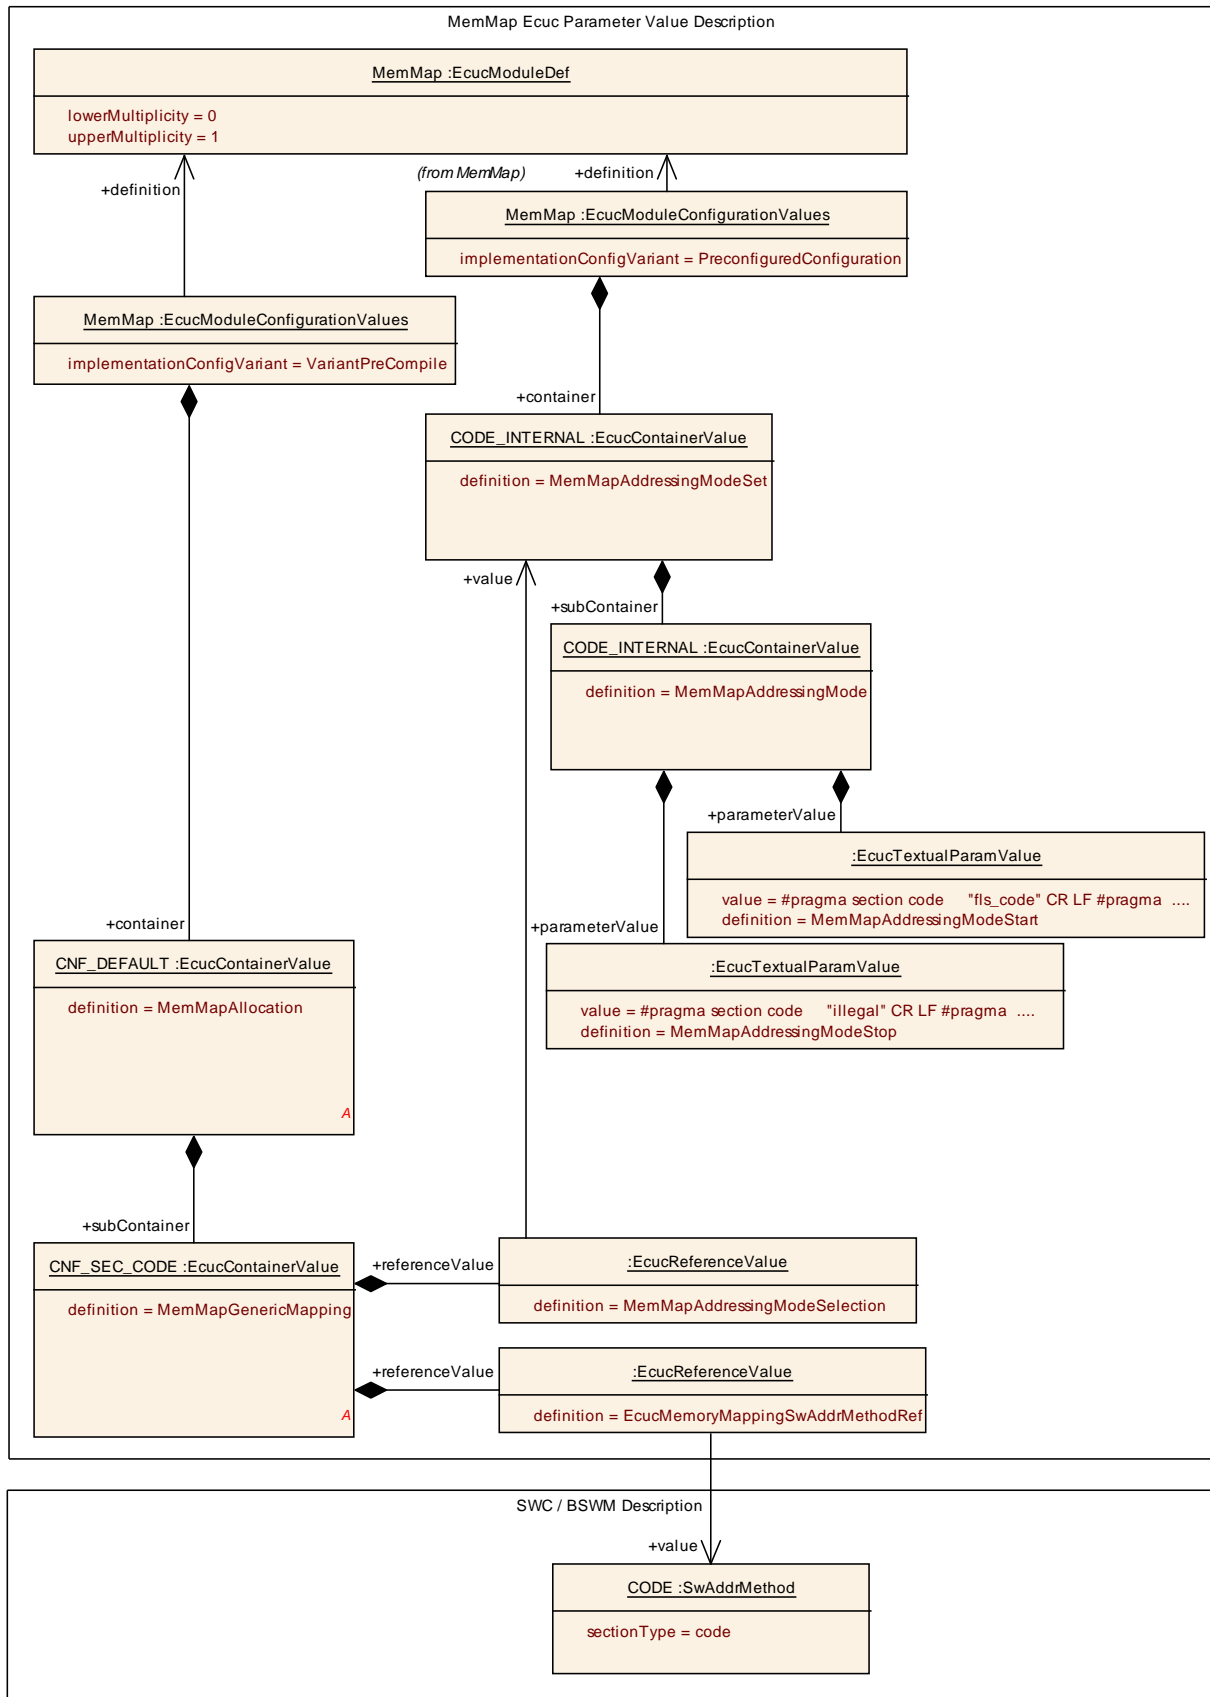 MemMap Ecuc Parameter Value Description
MemMap :EcucModuleDef
lowerMultiplicity = 0
upperMultiplicity = 1
(from MemMap)
+definition
+definition
MemMap :EcucModuleConfigurationValues
implementationConfigVariant = PreconfiguredConfiguration
MemMap :EcucModuleConfigurationValues
implementationConfigVariant = VariantPreCompile
+container
CODE_INTERNAL :EcucContainerValue
definition = MemMapAddressingModeSet
+value
+subContainer
CODE_INTERNAL :EcucContainerValue
definition = MemMapAddressingMode
+parameterValue
:EcucTextualParamValue
value = #pragma section code "fls_code" CR LF #pragma ....
definition = MemMapAddressingModeStart
+container
+parameterValue
CNF_DEFAULT :EcucContainerValue
definition = MemMapAllocation
A
:EcucTextualParamValue
value = #pragma section code "illegal" CR LF #pragma ....
definition = MemMapAddressingModeStop
+subContainer
CNF_SEC_CODE :EcucContainerValue
definition = MemMapGenericMapping
A
+referenceValue
:EcucReferenceValue
definition = MemMapAddressingModeSelection
+referenceValue
:EcucReferenceValue
definition = EcucMemoryMappingSwAddrMethodRef
SWC / BSWM Description
+value
CODE :SwAddrMethod
sectionType = code